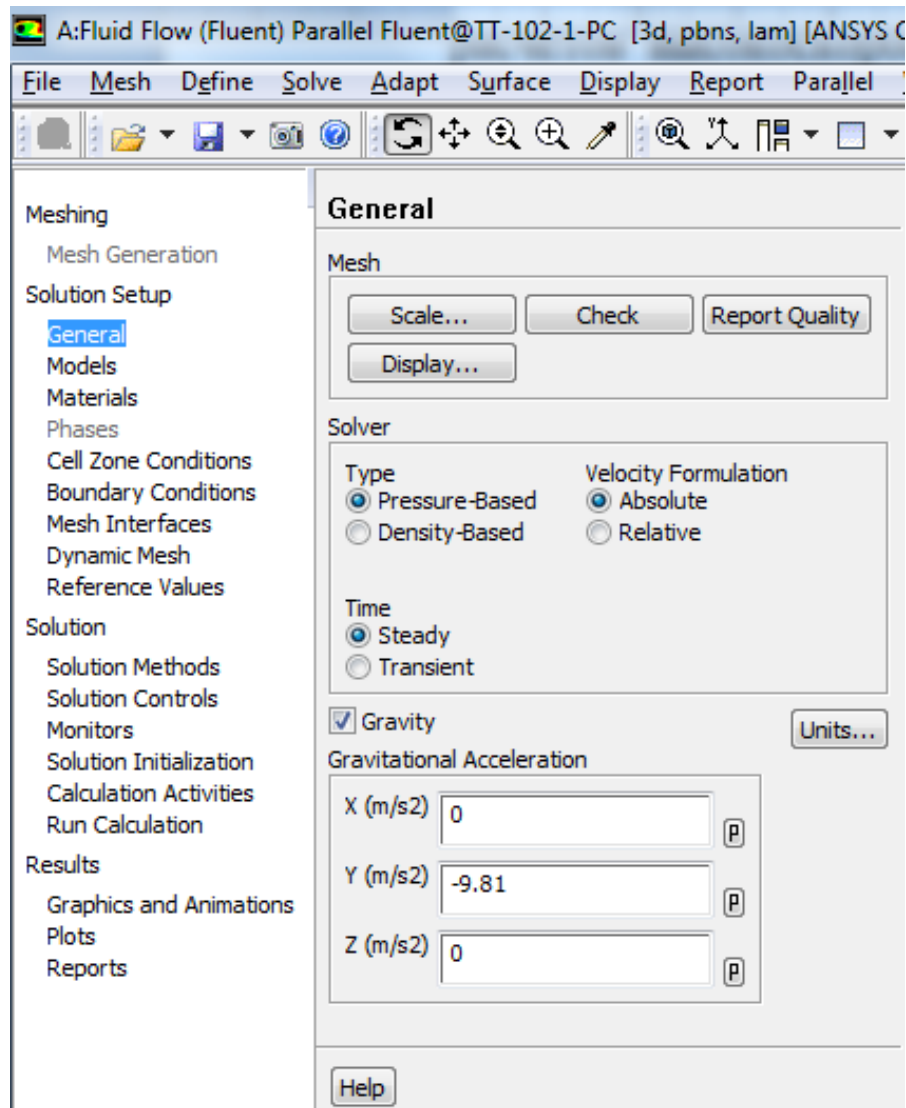 A:Fluid Flow (Fluent) Parallel Fluent@TT-102-1-PC [3d, pbns, lam] [ANSYS
File Mesh Define Solve Adapt Surface Display Report Parallel
Meshing
Mesh Generation
Solution Setup
General
Models
Materials
Phases
Cell Zone Conditions
Boundary Conditions
Mesh Interfaces
Dynamic Mesh
Reference Values
Solution
Solution Methods
Solution Controls
Monitors
Solution Initialization
Calculation Activities
Run Calculation
Results
Graphics and Animations
Plots
Reports
General
Mesh
Scale... Check Report Quality
Display...
Solver
Type Velocity Formulation
Pressure-Based Absolute
Density-Based Relative
Time
Steady
Transient
Gravity Units...
Gravitational Acceleration
X (m/s2) 0 P
Y (m/s2) -9.81 P
Z (m/s2) 0 P
Help